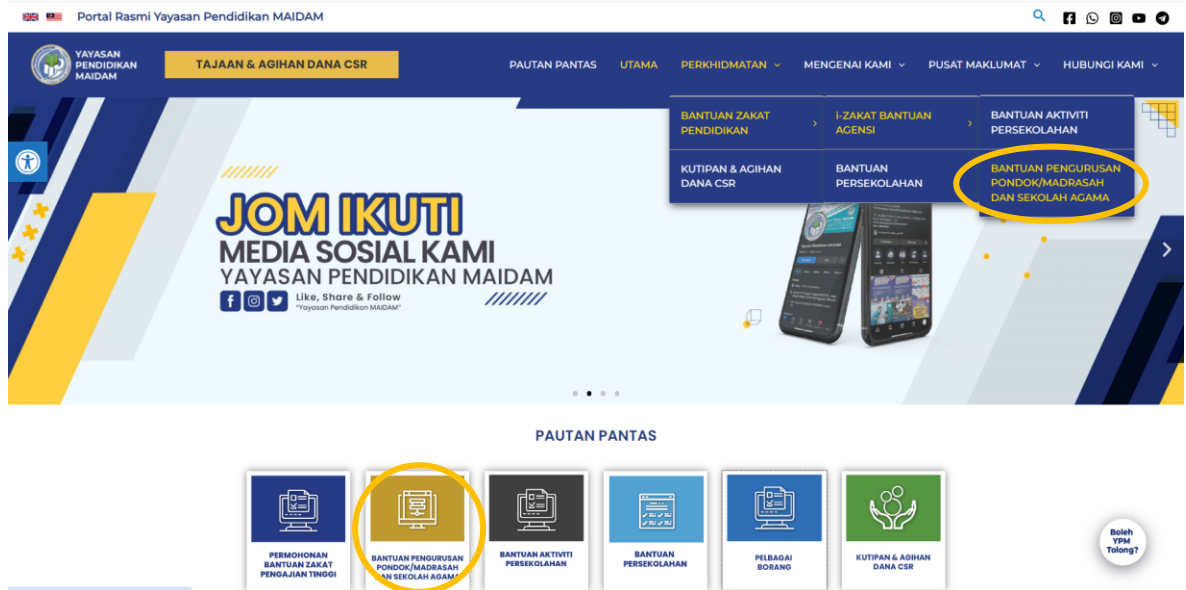 Portal Rasmi Yayasan Pendidikan MAIDAM
YAYASAN
PENDIDIKAN
MAIDAM
TAJAAN & AGIHAN DANA CSR
PAUTAN PANTAS
UTAMA
PERKHIDMATAN
MENGENAI KAMI
PUSAT MAKLUMAT
HUBUNGI KAMI
BANTUAN ZAKAT
PENDIDIKAN
i-ZAKAT BANTUAN
AGENSI
BANTUAN AKTIVITI
PERSEKOLAHAN
KUTIPAN & AGIHAN
DANA CSR
BANTUAN
PERSEKOLAHAN
BANTUAN PENGURUSAN
PONDOK/MADRASAH
DAN SEKOLAH AGAMA
JOM IKUTI
MEDIA SOSIAL KAMI
YAYASAN PENDIDIKAN MAIDAM
Like, Share & Follow
"Yayasan Pendidikan MAIDAM"
PAUTAN PANTAS
PERMOHONAN
BANTUAN ZAKAT
PENGAJIAN TINGGI
BANTUAN PENGURUSAN
PONDOK/MADRASAH
DAN SEKOLAH AGAMA
BANTUAN AKTIVITI
PERSEKOLAHAN
BANTUAN
PERSEKOLAHAN
PELBAGAI
BORANG
KUTIPAN & AGIHAN
DANA CSR
Boleh
YPM
Tolong?